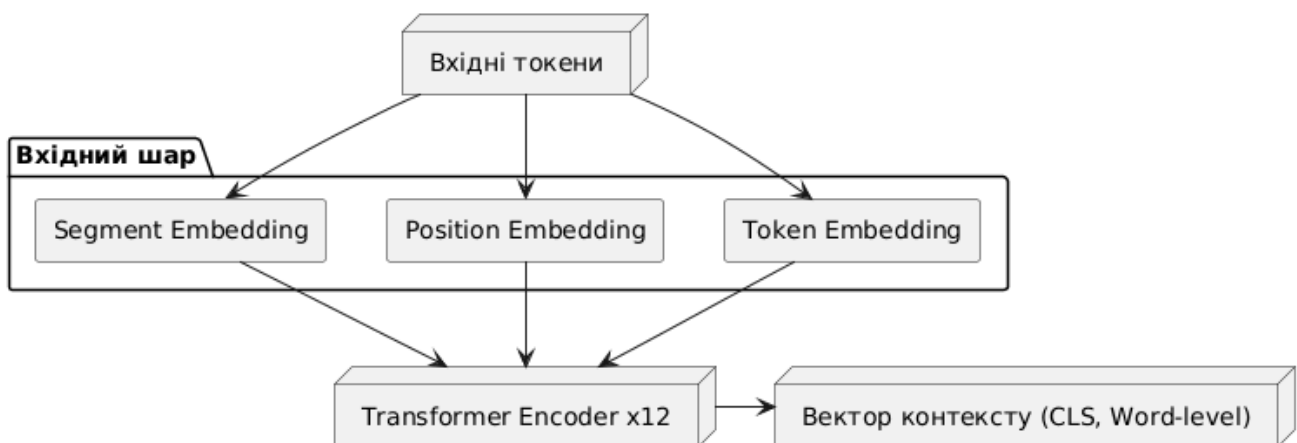 Вхідні токени
Вхідний шар
Segment Embedding
Position Embedding
Token Embedding
Transformer Encoder x12
Вектор контексту (CLS, Word-level)